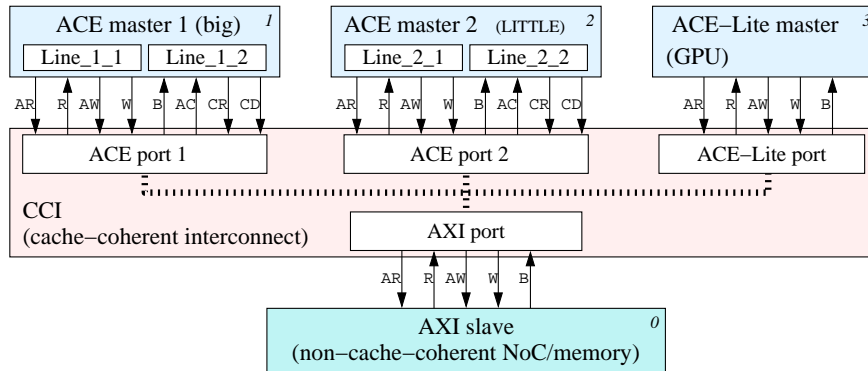 ACE master 1 (big) 1
Line_1_1 Line_1_2
ACE master 2 (LITTLE) 2
Line_2_1 Line_2_2
ACE−Lite master 3
(GPU)
AR R AW W B AC CR CD
AR R AW W B AC CR CD
AR R AW W B
ACE port 1
ACE port 2
ACE−Lite port
CCI
(cache−coherent interconnect)
AXI port
AR R AW W B
AXI slave 0
(non−cache−coherent NoC/memory)